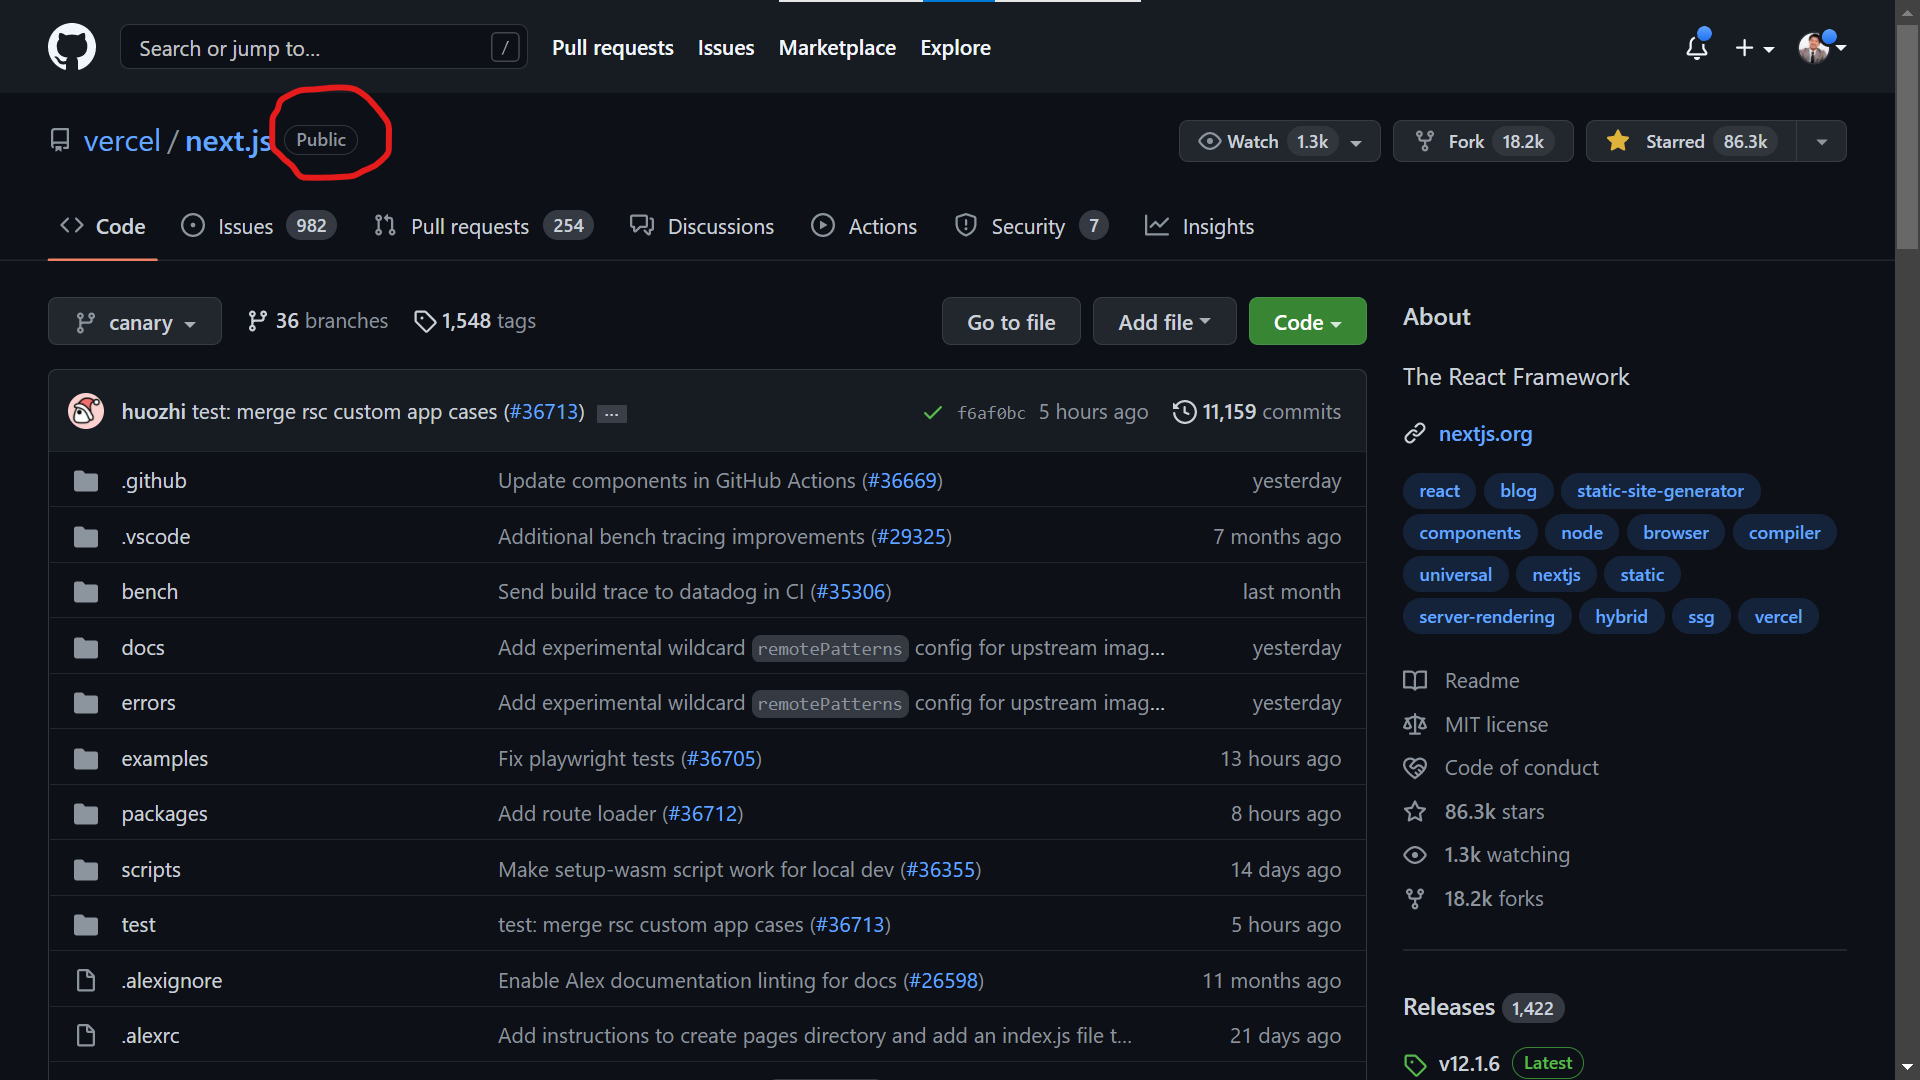 Search or jump to...
/
Pull requests
Issues
Marketplace
Explore
vercel / next.js
Public
Watch 1.3k
Fork 18.2k
Starred 86.3k
Code
Issues 982
Pull requests 254
Discussions
Actions
Security 7
Insights
canary
36 branches
1,548 tags
Go to file
Add file
Code
huozhi test: merge rsc custom app cases (#36713) ...
f6af0bc 5 hours ago
11,159 commits
.github Update components in GitHub Actions (#36669) yesterday
.vscode Additional bench tracing improvements (#29325) 7 months ago
bench Send build trace to datadog in CI (#35306) last month
docs Add experimental wildcard remotePatterns config for upstream imag... yesterday
errors Add experimental wildcard remotePatterns config for upstream imag... yesterday
examples Fix playwright tests (#36705) 13 hours ago
packages Add route loader (#36712) 8 hours ago
scripts Make setup-wasm script work for local dev (#36355) 14 days ago
test test: merge rsc custom app cases (#36713) 5 hours ago
.alexignore Enable Alex documentation linting for docs (#26598) 11 months ago
.alexrc Add instructions to create pages directory and add an index.js file t... 21 days ago
About
The React Framework
nextjs.org
react blog static-site-generator
components node browser compiler
universal nextjs static
server-rendering hybrid ssg vercel
Readme
MIT license
Code of conduct
86.3k stars
1.3k watching
18.2k forks
Releases 1,422
v12.1.6 Latest